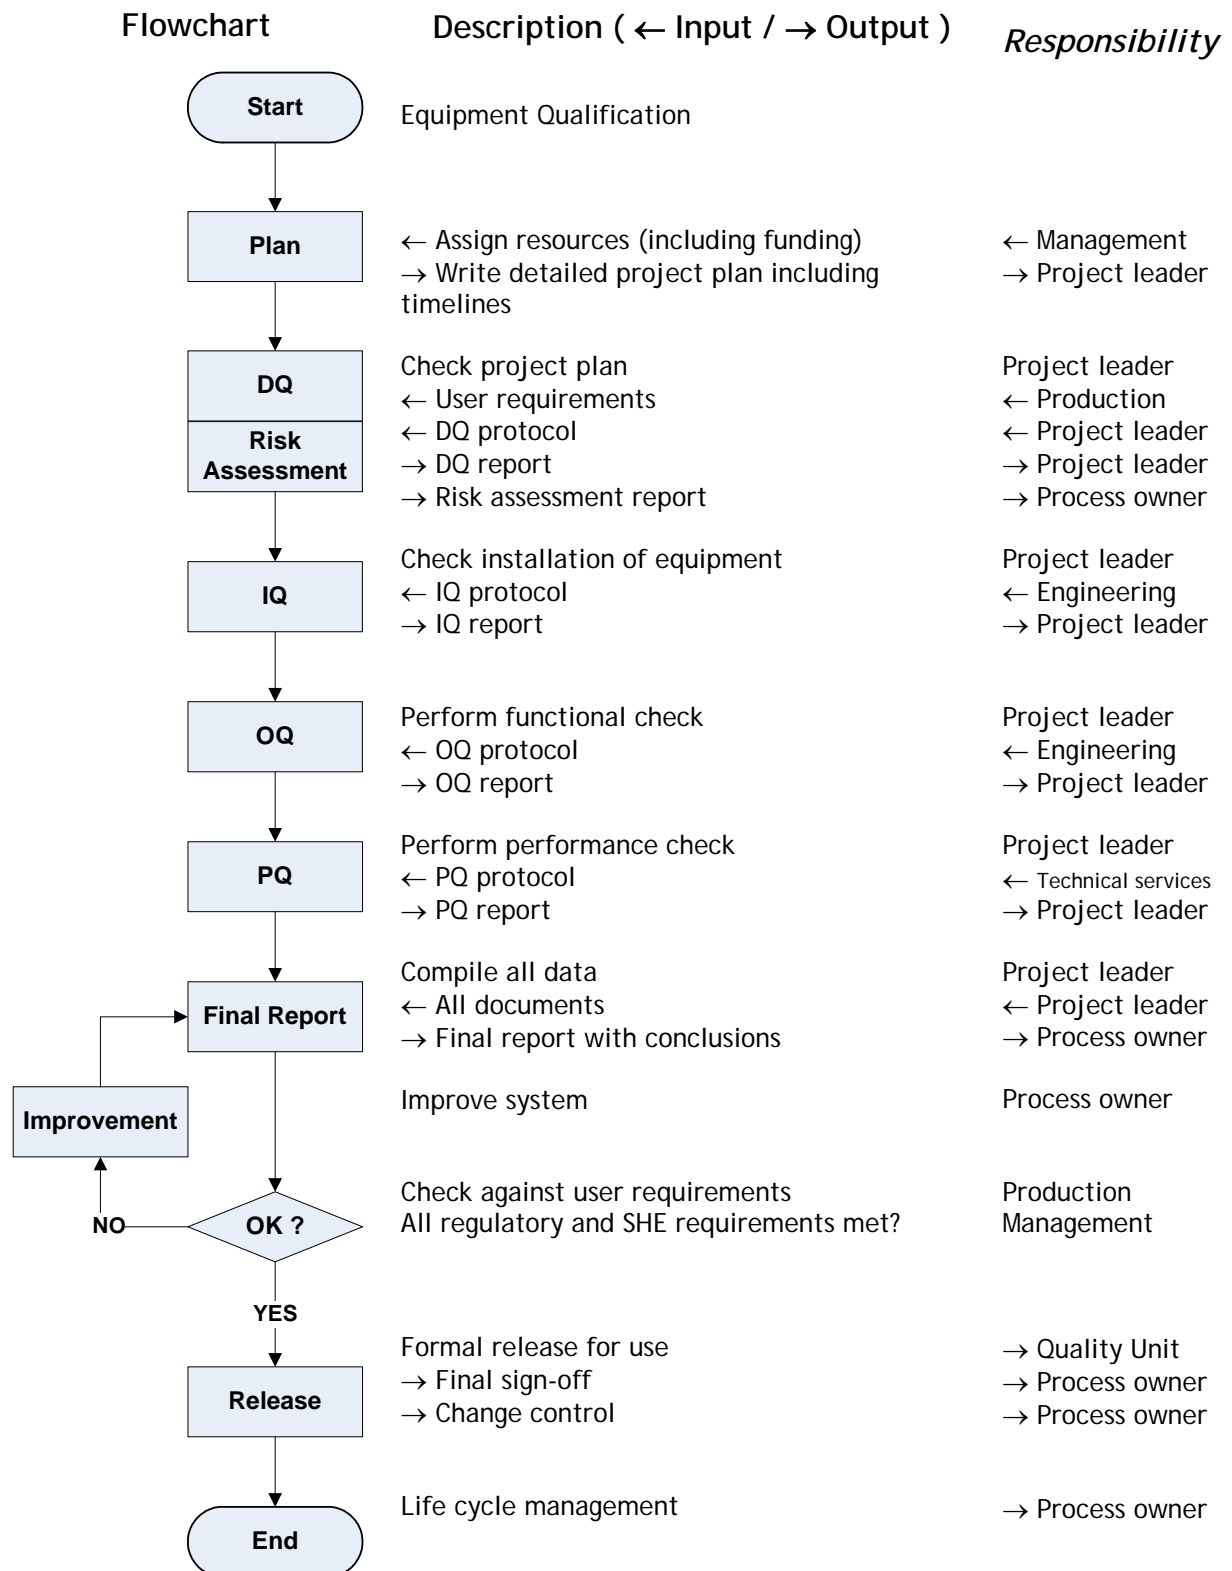 Flowchart Description ( ← Input / → Output ) Responsibility
Start Equipment Qualification
Plan ← Assign resources (including funding) ← Management
→ Write detailed project plan including → Project leader
timelines
DQ Check project plan Project leader
← User requirements ← Production
Risk ← DQ protocol ← Project leader
Assessment → DQ report → Project leader
→ Risk assessment report → Process owner
Check installation of equipment Project leader
IQ ← IQ protocol ← Engineering
→ IQ report → Project leader
Perform functional check Project leader
OQ ← OQ protocol ← Engineering
→ OQ report → Project leader
Perform performance check Project leader
PQ ← PQ protocol ← Technical services
→ PQ report → Project leader
Compile all data Project leader
Final Report ← All documents ← Project leader
→ Final report with conclusions → Process owner
Improvement Improve system Process owner
Check against user requirements Production
NO OK ? All regulatory and SHE requirements met? Management
YES
Formal release for use → Quality Unit
Release → Final sign-off → Process owner
→ Change control → Process owner
End Life cycle management → Process owner